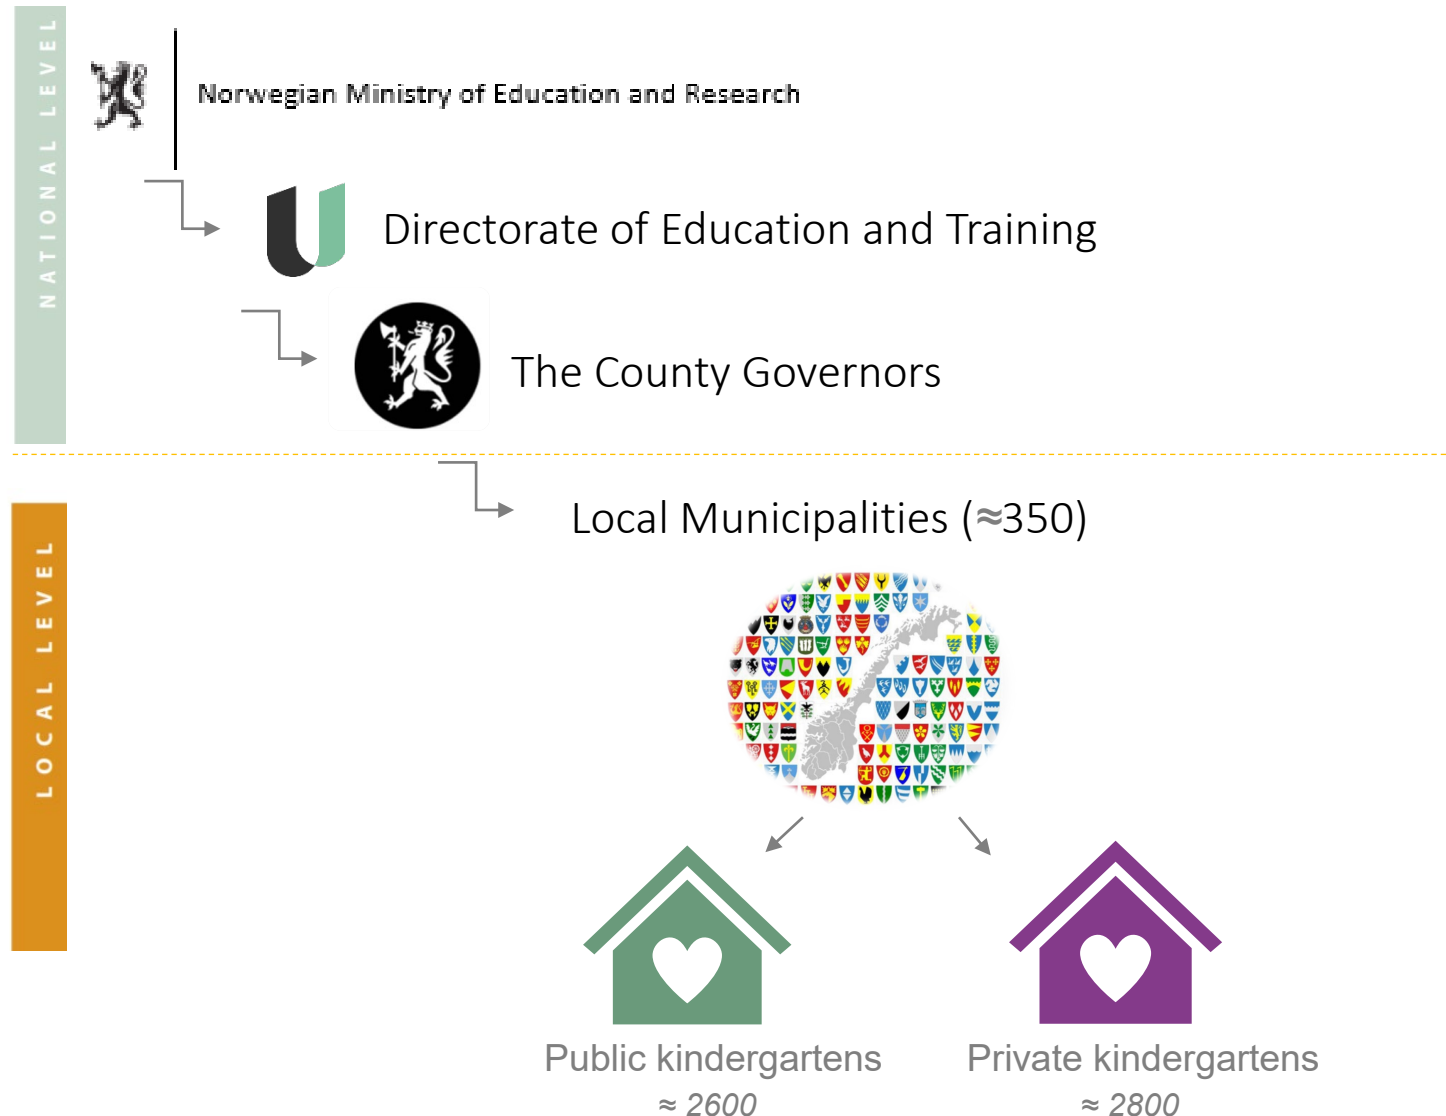 NATIONAL LEVEL
Norwegian Ministry of Education and Research
Directorate of Education and Training
The County Governors
LOCAL LEVEL
Local Municipalities (≈350)
Public kindergartens
≈ 2600
Private kindergartens
≈ 2800